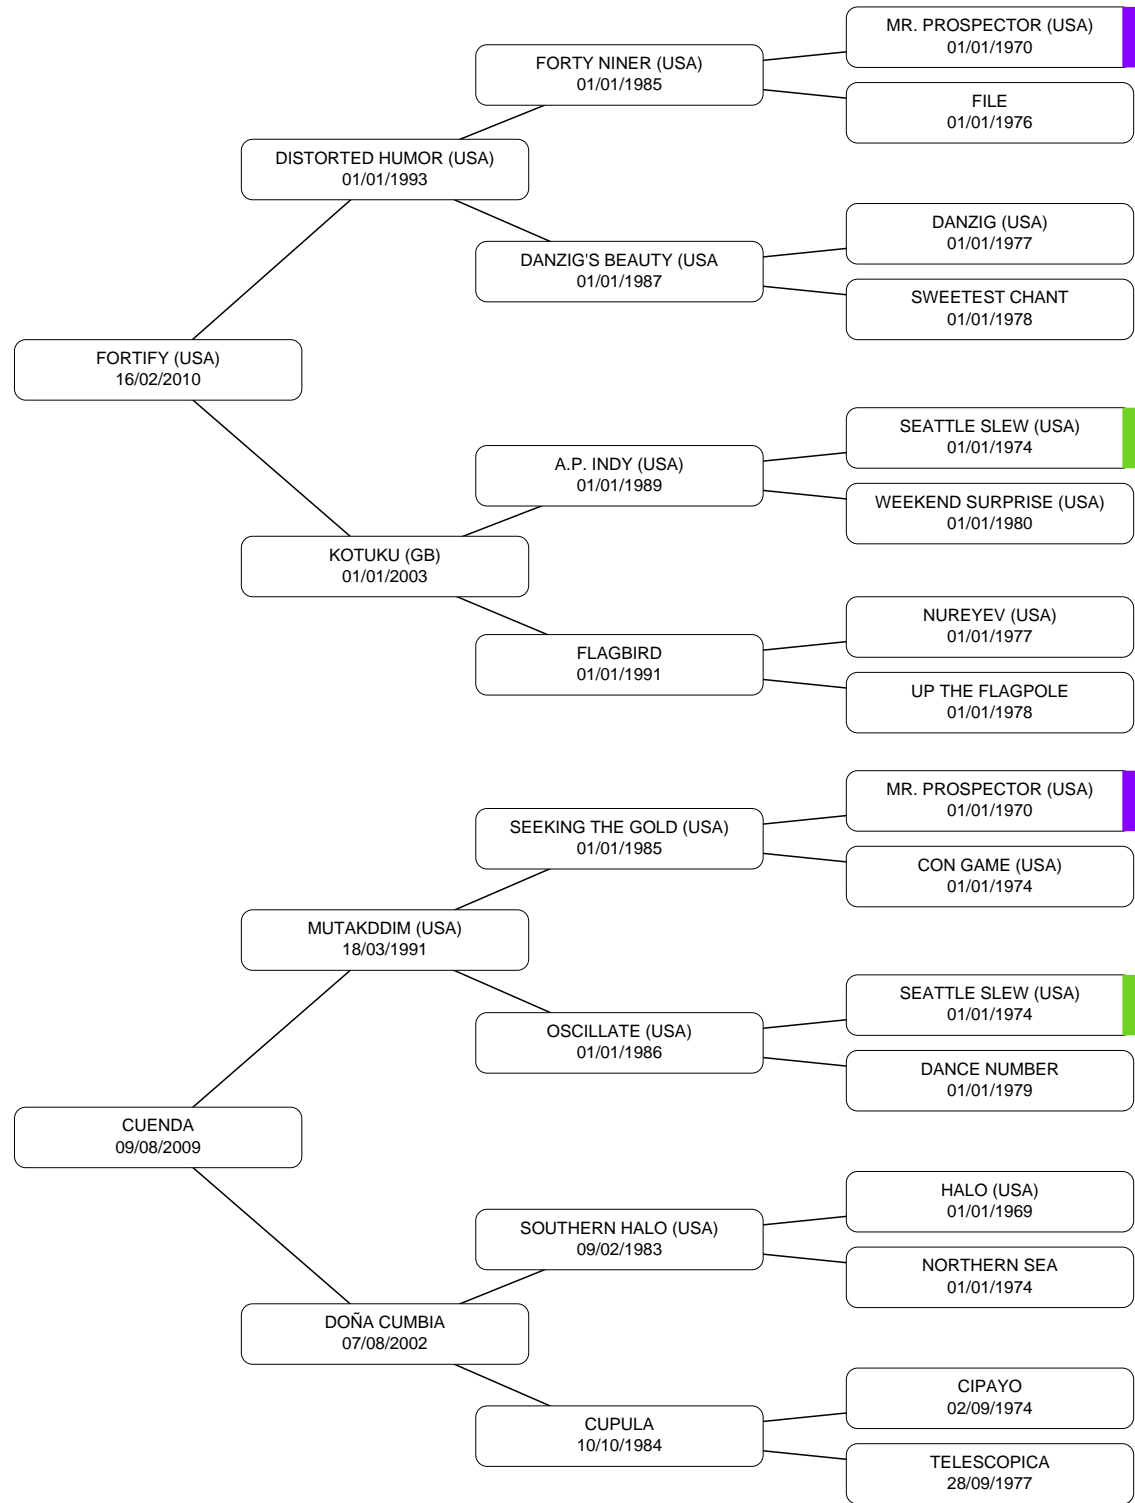 MR. PROSPECTOR (USA)
01/01/1970
FORTY NINER (USA)
01/01/1985
FILE
01/01/1976
DISTORTED HUMOR (USA)
01/01/1993
DANZIG (USA)
01/01/1977
DANZIG'S BEAUTY (USA
01/01/1987
SWEETEST CHANT
01/01/1978
FORTIFY (USA)
16/02/2010
SEATTLE SLEW (USA)
01/01/1974
A.P. INDY (USA)
01/01/1989
WEEKEND SURPRISE (USA)
01/01/1980
KOTUKU (GB)
01/01/2003
NUREYEV (USA)
01/01/1977
FLAGBIRD
01/01/1991
UP THE FLAGPOLE
01/01/1978
MR. PROSPECTOR (USA)
01/01/1970
SEEKING THE GOLD (USA)
01/01/1985
CON GAME (USA)
01/01/1974
MUTAKDDIM (USA)
18/03/1991
SEATTLE SLEW (USA)
01/01/1974
OSCILLATE (USA)
01/01/1986
DANCE NUMBER
01/01/1979
CUENDA
09/08/2009
HALO (USA)
01/01/1969
SOUTHERN HALO (USA)
09/02/1983
NORTHERN SEA
01/01/1974
DOÑA CUMBIA
07/08/2002
CIPAYO
02/09/1974
CUPULA
10/10/1984
TELESCOPICA
28/09/1977